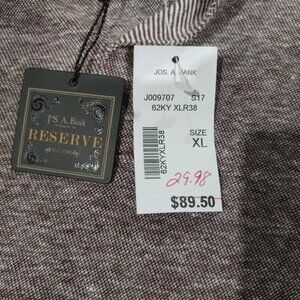 JOS. A. BANK
RESERVE
JOS. A. BANK
J009707 S17
62KY XLR38
SIZE
XL
62KYXLR38
29.98
$89.50